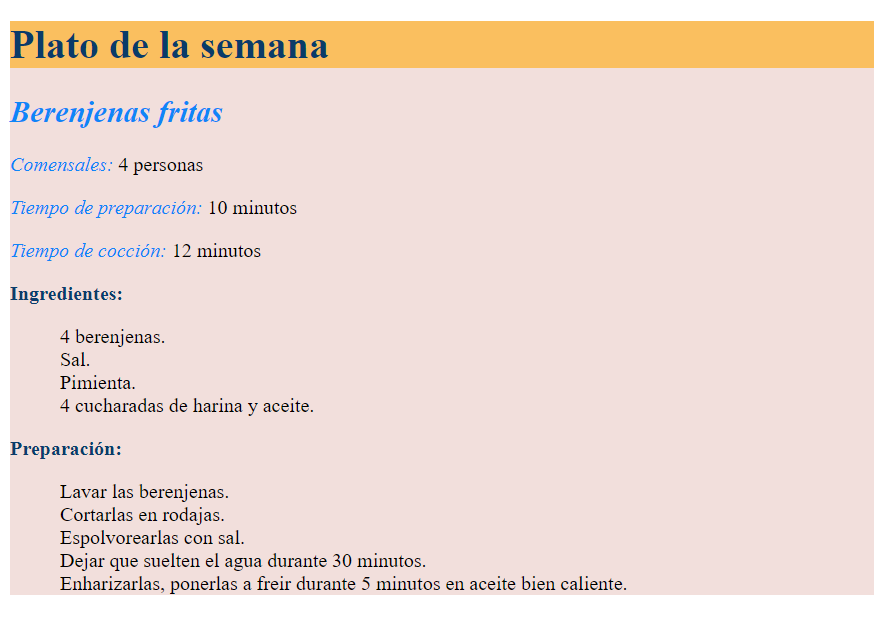 Plato de la semana
Berenjenas fritas
Comensales: 4 personas
Tiempo de preparación: 10 minutos
Tiempo de cocción: 12 minutos
Ingredientes:
4 berenjenas.
Sal.
Pimienta.
4 cucharadas de harina y aceite.
Preparación:
Lavar las berenjenas.
Cortarlas en rodajas.
Espolvorearlas con sal.
Dejar que suelten el agua durante 30 minutos.
Enharizarlas, ponerlas a freir durante 5 minutos en aceite bien caliente.